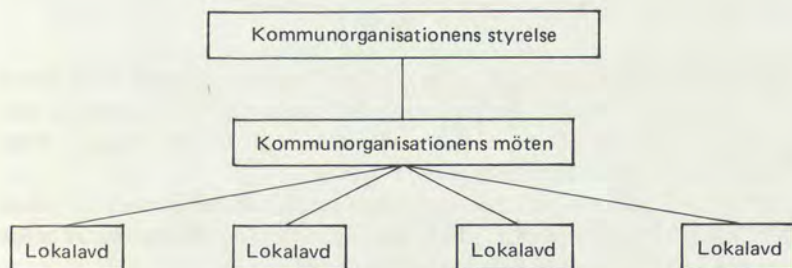 Kommunorganisationens styrelse
Kommunorganisationens möten
Lokalavd
Lokalavd
Lokalavd
Lokalavd